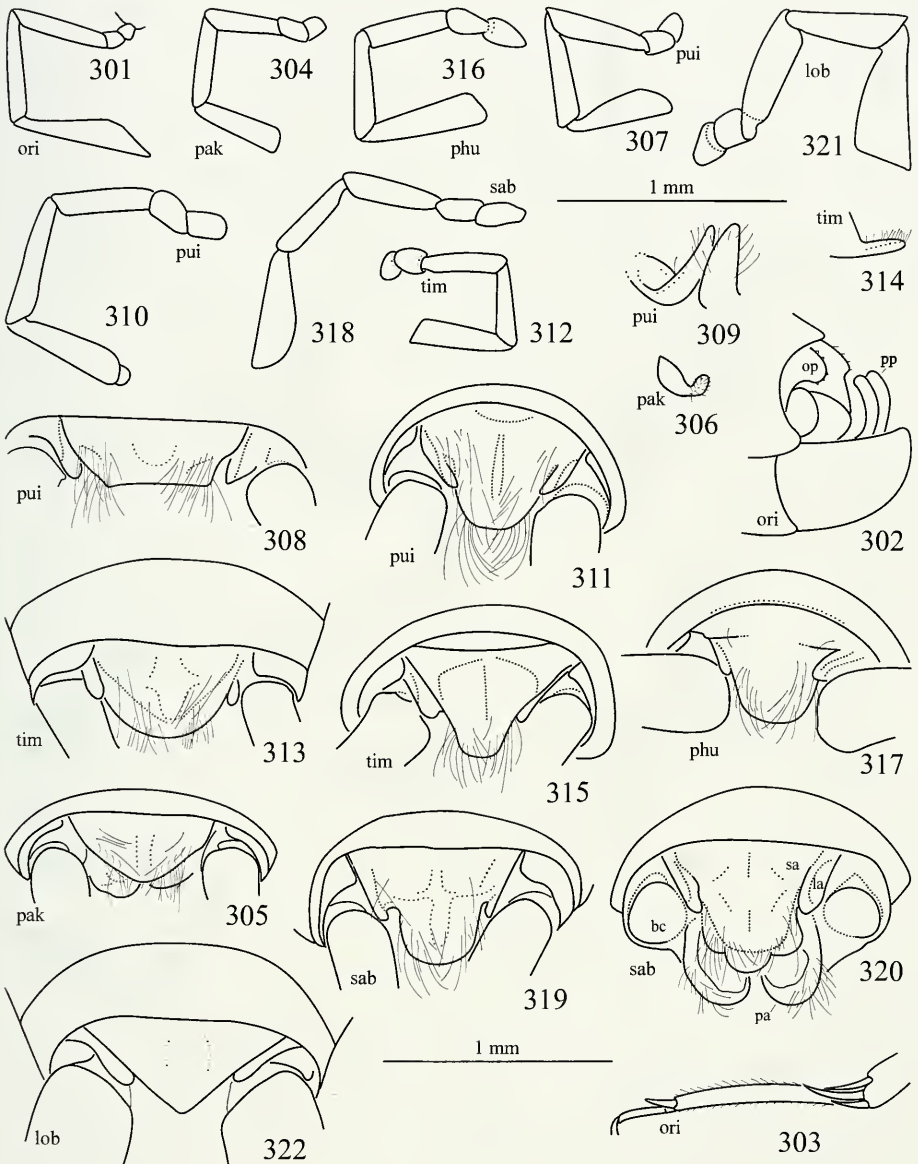 301
ori
304
pak
316
phu
pui
307
lob
321
1 mm
pui
310
sab
318
tim
312
pui
309
tim
314
pak
306
op
pp
ori
302
pui
308
pui
311
tim
313
tim
315
phu
317
pak
305
sab
319
sa
la
bc
sab
pa
320
1 mm
lob
322
ori
303